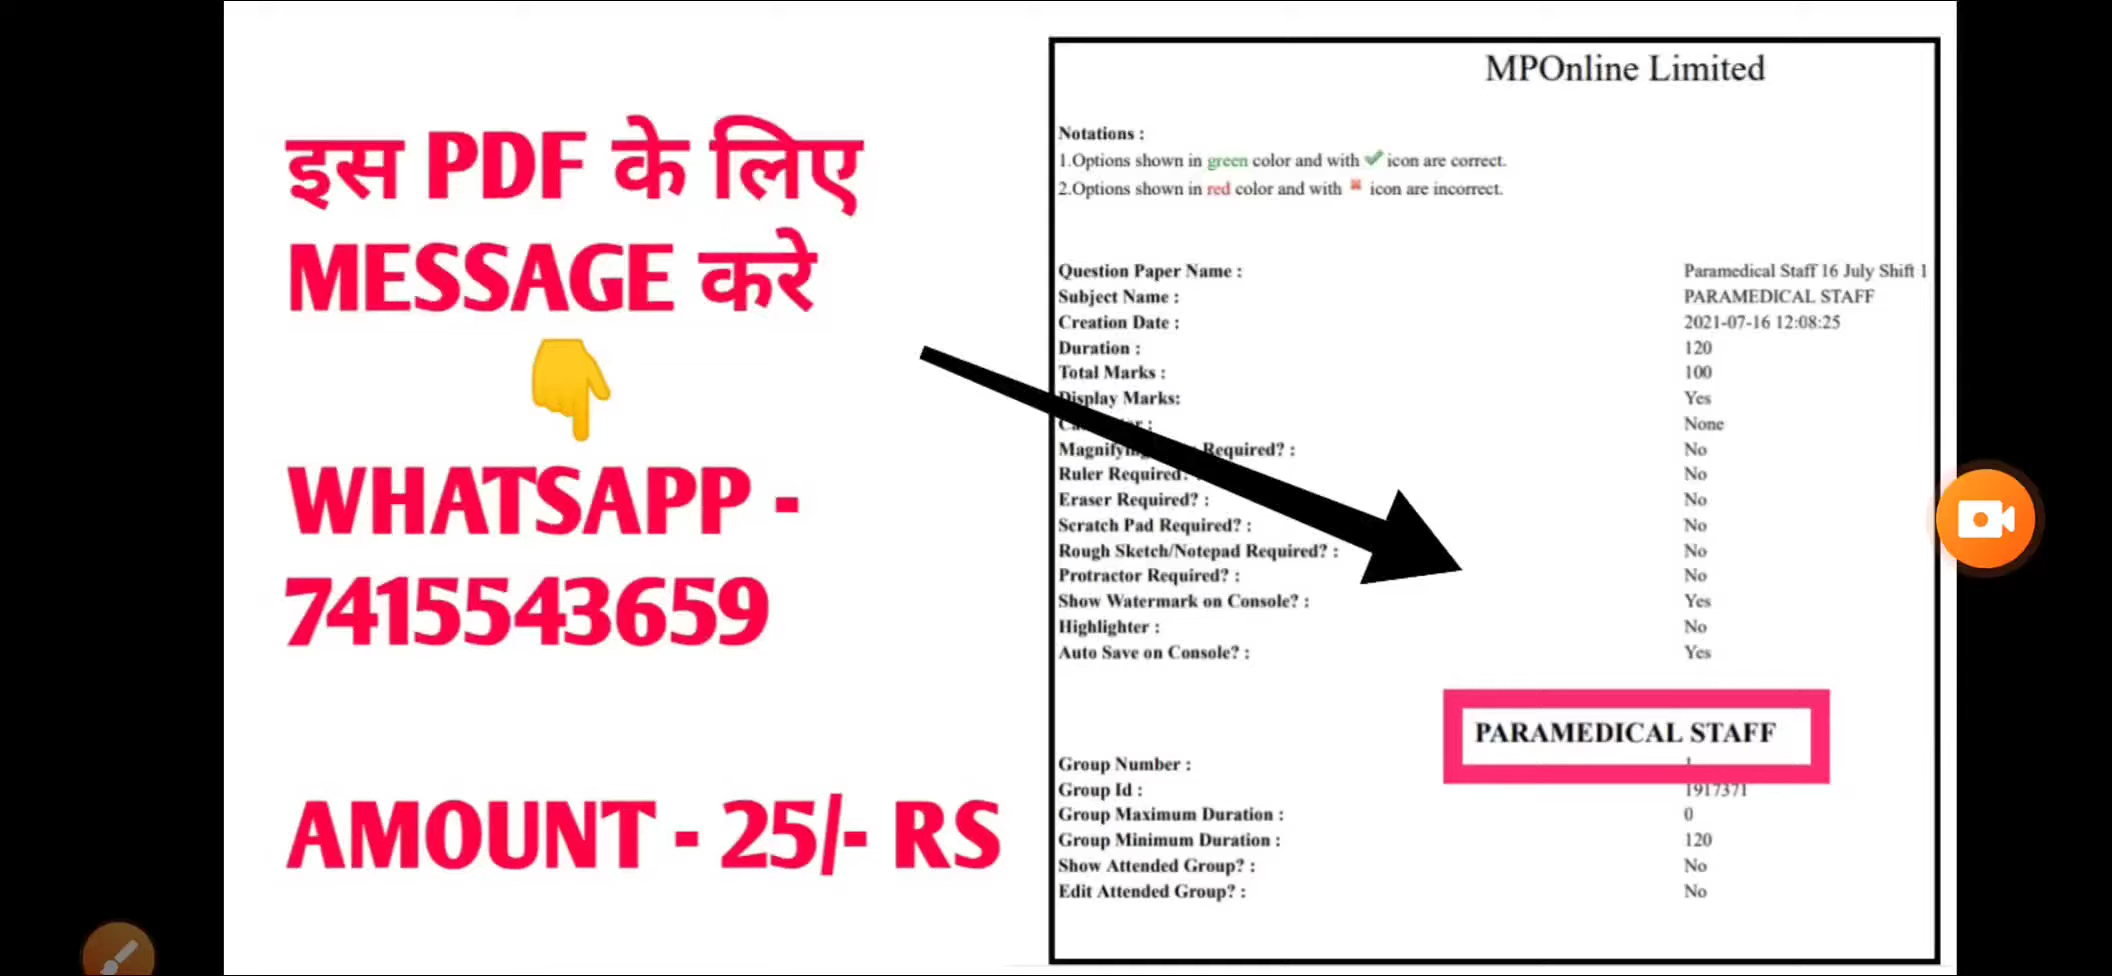 इस PDF के लिए
MESSAGE करे
WHATSAPP -
7415543659
AMOUNT - 25/- RS
MPOnline Limited
Notations :
1.Options shown in green color and with icon are correct.
2.Options shown in red color and with icon are incorrect.
Question Paper Name : Paramedical Staff 16 July Shift 1
Subject Name : PARAMEDICAL STAFF
Creation Date : 2021-07-16 12:08:25
Duration : 120
Total Marks : 100
Display Marks: Yes
None
Required? : No
Ruler Required No
Eraser Required? : No
Scratch Pad Required? : No
Rough Sketch/Notepad Required? : No
Protractor Required? : No
Show Watermark on Console? : Yes
Highlighter : No
Auto Save on Console? : Yes
PARAMEDICAL STAFF
Group Number : 1
Group Id : 1917371
Group Maximum Duration : 0
Group Minimum Duration : 120
Show Attended Group? : No
Edit Attended Group? : No